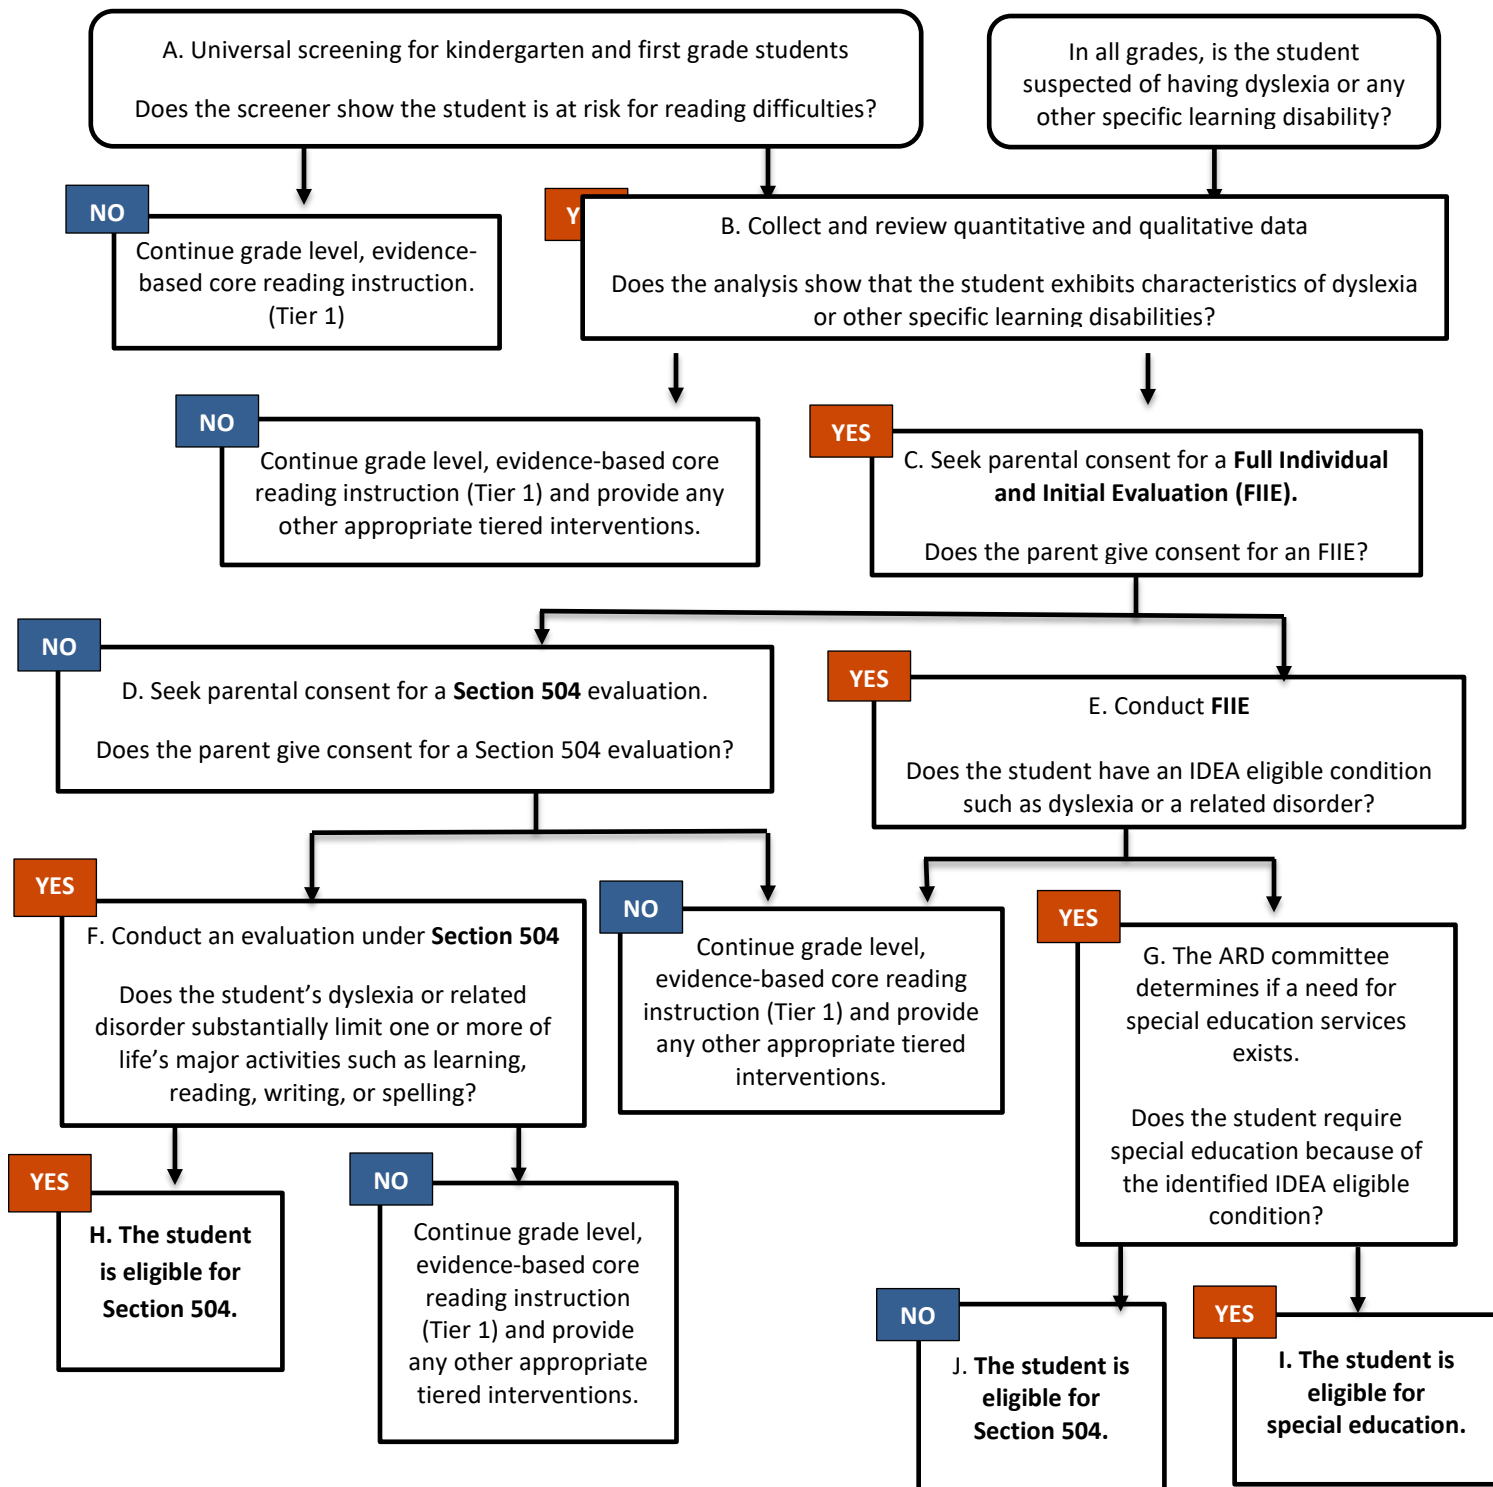 A. Universal screening for kindergarten and first grade students
Does the screener show the student is at risk for reading difficulties?
In all grades, is the student
suspected of having dyslexia or any
other specific learning disability?
NO
Continue grade level, evidence-
based core reading instruction.
(Tier 1)
Y
B. Collect and review quantitative and qualitative data
Does the analysis show that the student exhibits characteristics of dyslexia
or other specific learning disabilities?
NO
Continue grade level, evidence-based core
reading instruction (Tier 1) and provide any
other appropriate tiered interventions.
YES
C. Seek parental consent for a Full Individual
and Initial Evaluation (FIIE).
Does the parent give consent for an FIIE?
NO
D. Seek parental consent for a Section 504 evaluation.
Does the parent give consent for a Section 504 evaluation?
YES
E. Conduct FIIE
Does the student have an IDEA eligible condition
such as dyslexia or a related disorder?
YES
F. Conduct an evaluation under Section 504
Does the student’s dyslexia or related
disorder substantially limit one or more of
life’s major activities such as learning,
reading, writing, or spelling?
NO
Continue grade level,
evidence-based core reading
instruction (Tier 1) and provide
any other appropriate tiered
interventions.
YES
G. The ARD committee
determines if a need for
special education services
exists.
Does the student require
special education because of
the identified IDEA eligible
condition?
YES
H. The student
is eligible for
Section 504.
NO
Continue grade level,
evidence-based core
reading instruction
(Tier 1) and provide
any other appropriate
tiered interventions.
NO
J. The student is
eligible for
Section 504.
YES
I. The student is
eligible for
special education.